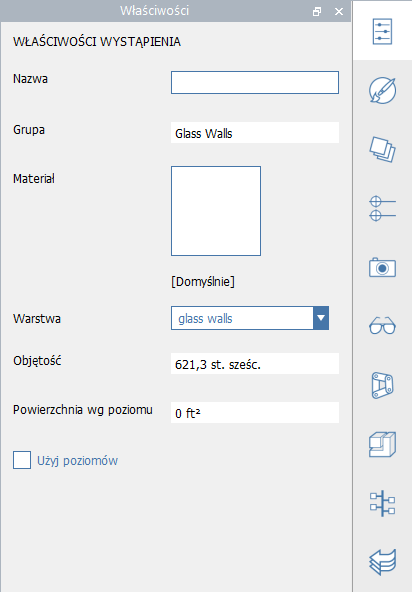 Właściwości
WŁAŚCIWOŚCI WYSTĄPIENIA
Nazwa
Grupa
Glass Walls
Materiał
[Domyślnie]
Warstwa
glass walls
Objętość
621,3 st. sześc.
Powierzchnia wg poziomu
0 ft²
Użyj poziomów